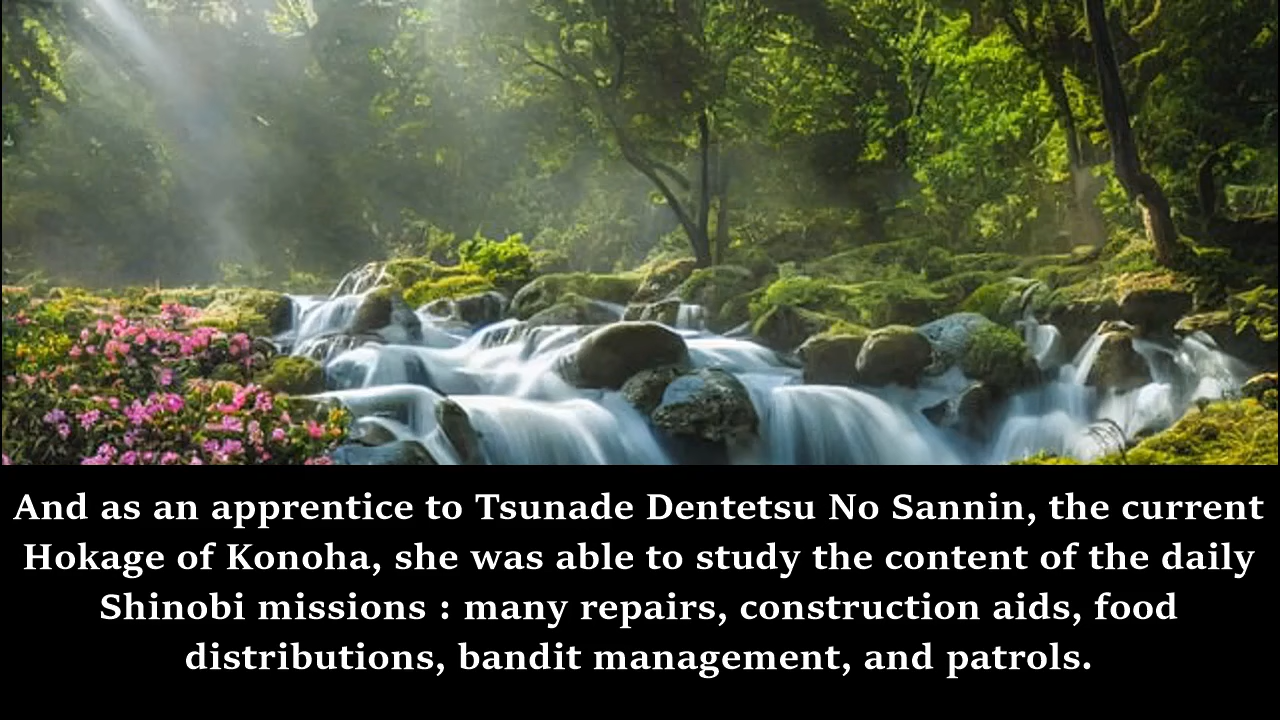 And as an apprentice to Tsunade Dentetsu No Sannin, the current
Hokage of Konoha, she was able to study the content of the daily
Shinobi missions : many repairs, construction aids, food
distributions, bandit management, and patrols.